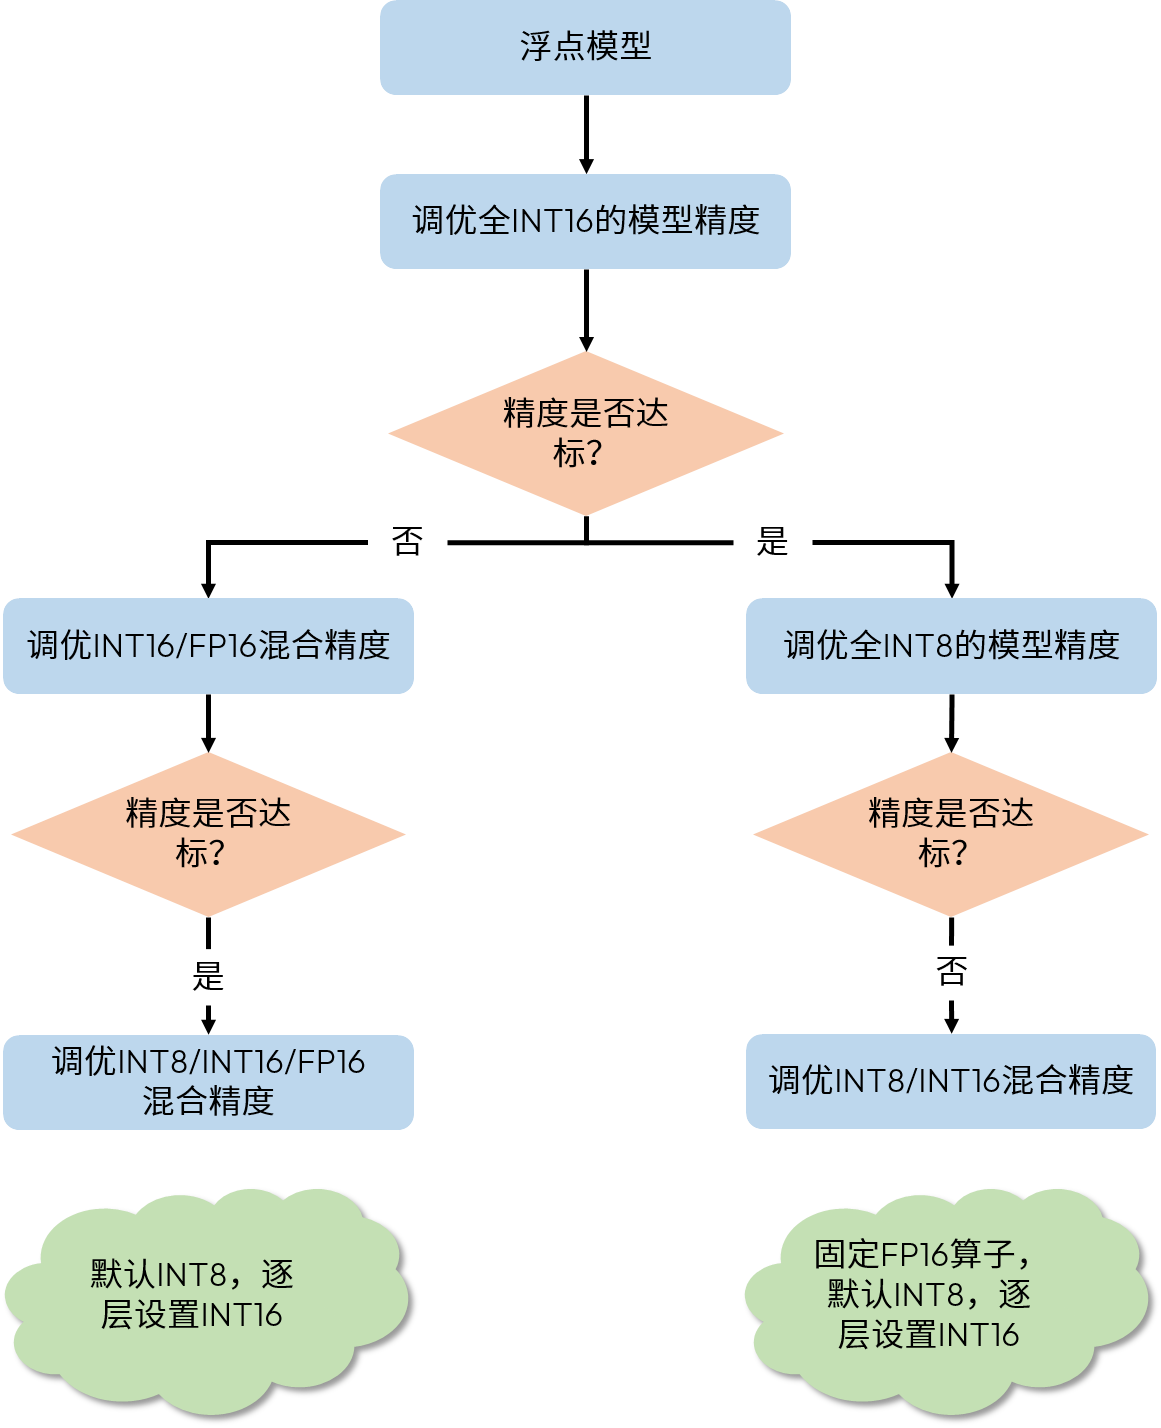 浮点模型
调优全INT16的模型精度
精度是否达
标？
否
是
调优INT16/FP16混合精度
调优全INT8的模型精度
精度是否达
标？
精度是否达
标？
是
否
调优INT8/INT16/FP16
混合精度
调优INT8/INT16混合精度
默认INT8，逐
层设置INT16
固定FP16算子，
默认INT8，逐
层设置INT16